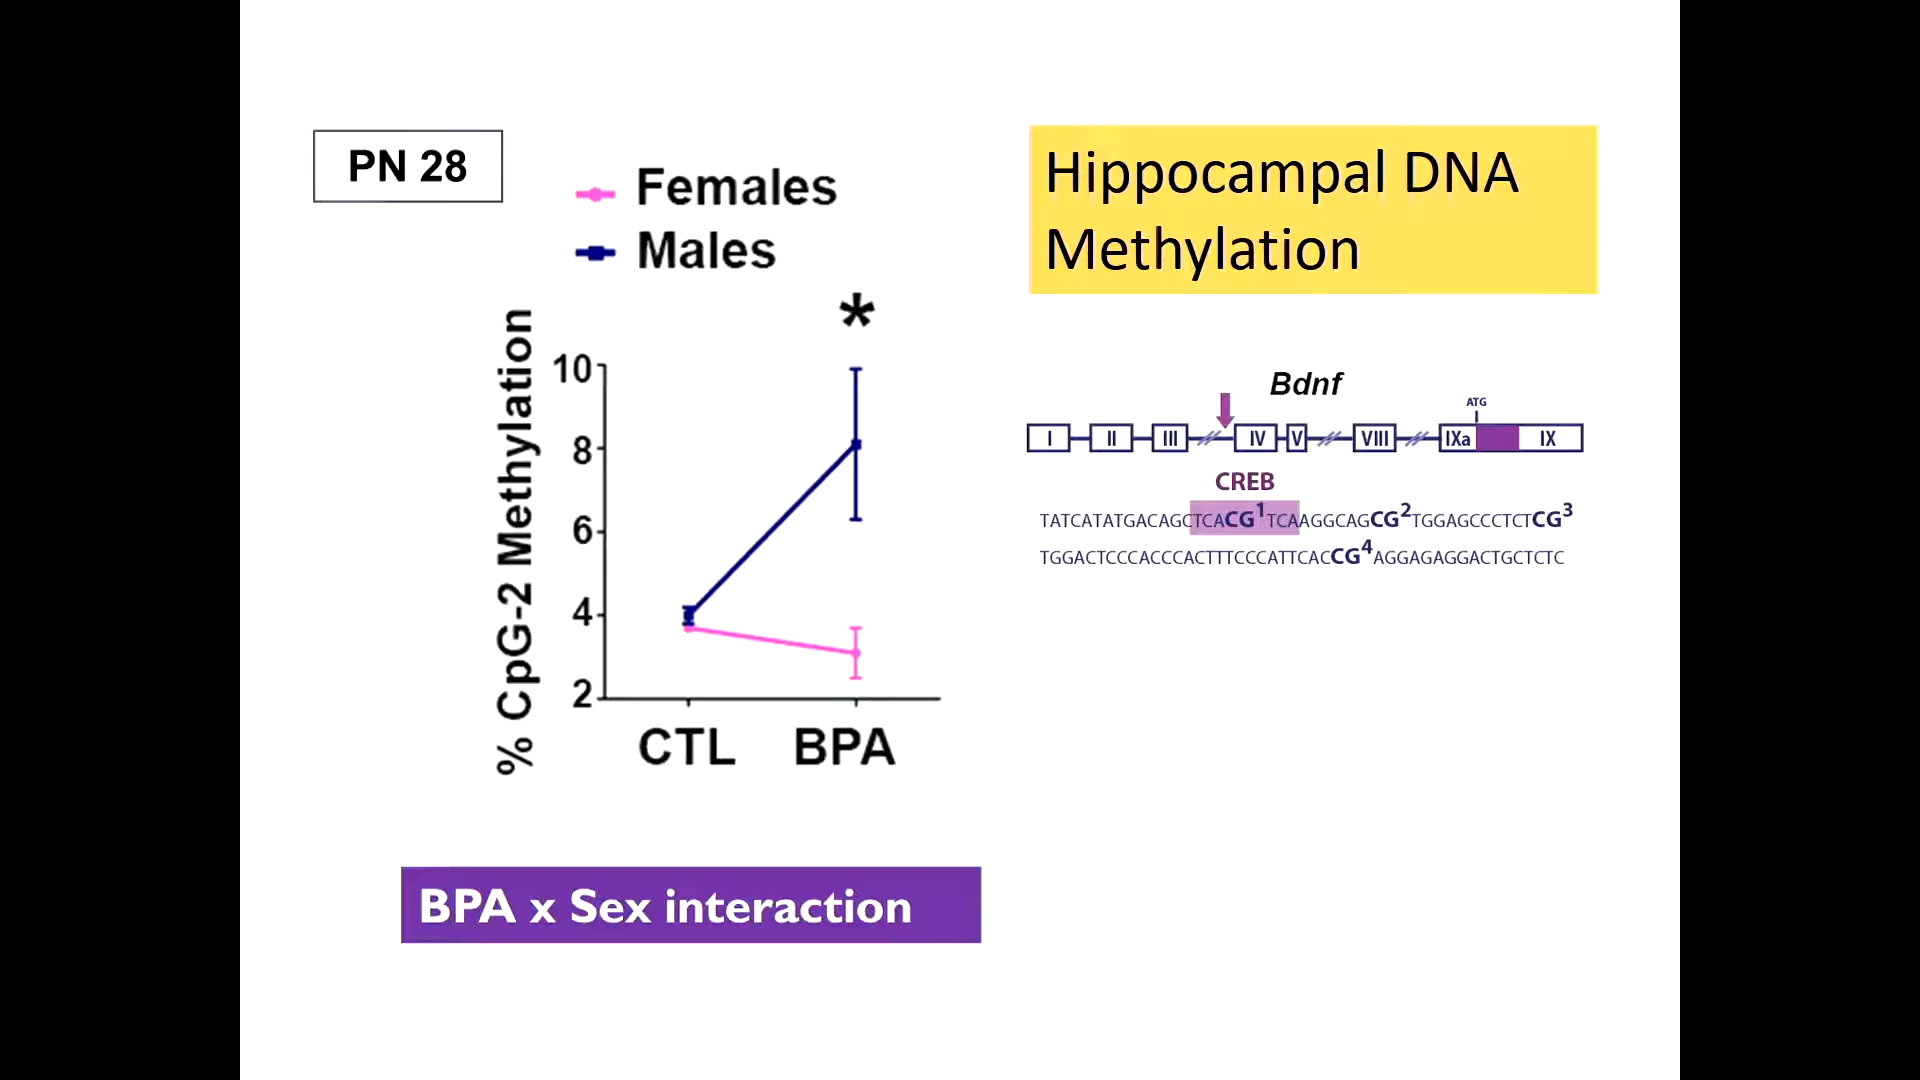 PN 28
Females
Males
*
% CpG-2 Methylation
10
8
6
4
2
CTL BPA
BPA x Sex interaction
Hippocampal DNA
Methylation
Bdnf
ATG
I II III IV V VIII IXa IX
CREB
TATCATATGACAGCTCACG1TCAAGGCAGCG2TGGAGCCCTCTCG3
TGGACTCCCACCCACTTTCCCATTCACCG4AGGAGAGGACTGCTCTC